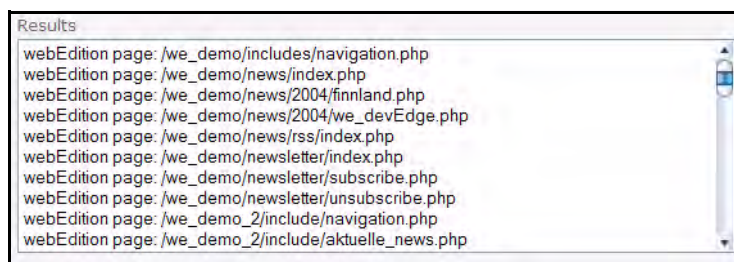 Results
webEdition page: /we_demo/includes/navigation.php
webEdition page: /we_demo/news/index.php
webEdition page: /we_demo/news/2004/finnland.php
webEdition page: /we_demo/news/2004/we_devEdge.php
webEdition page: /we_demo/news/rss/index.php
webEdition page: /we_demo/newsletter/index.php
webEdition page: /we_demo/newsletter/subscribe.php
webEdition page: /we_demo/newsletter/unsubscribe.php
webEdition page: /we_demo_2/include/navigation.php
webEdition page: /we_demo_2/include/aktuelle_news.php